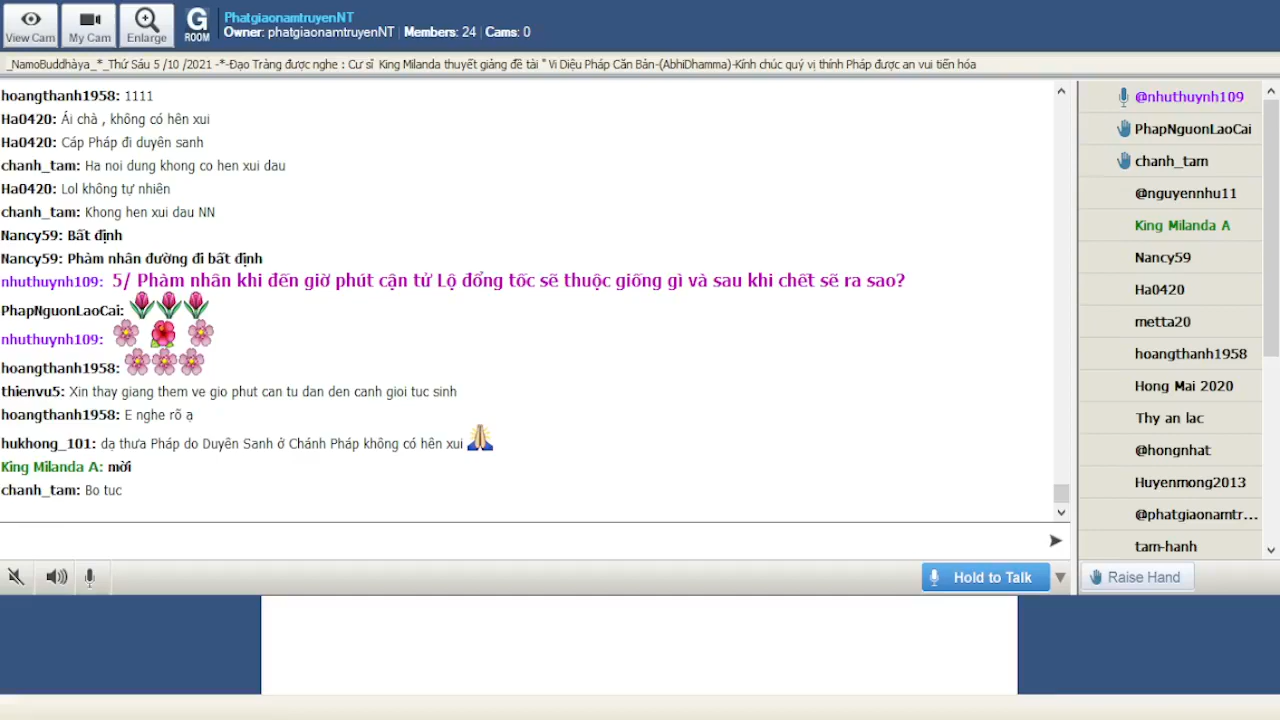 View Cam
My Cam
Enlarge
G
ROOM
PhatgiaonamtruyenNT
Owner: phatgiaonamtruyenNT | Members: 24 | Cams: 0
_NamoBuddhàya_*_Thứ Sáu 5 /10 /2021 -*-Đạo Tràng được nghe : Cư sĩ King Milanda thuyết giảng đề tài " Vi Diệu Pháp Căn Bản-(AbhiDhamma)-Kính chúc quý vị thính Pháp được an vui tiến hóa
hoangthanh1958: 1111
Ha0420: Ái chà , không có hên xui
Ha0420: Cáp Pháp đi duyên sanh
chanh_tam: Ha noi dung khong co hen xui dau
Ha0420: Lol không tự nhiên
chanh_tam: Khong hen xui dau NN
Nancy59: Bất định
Nancy59: Phàm nhân đường đi bất định
nhuthuynh109: 5/ Phàm nhân khi đến giờ phút cận tử Lộ đổng tốc sẽ thuộc giống gì và sau khi chết sẽ ra sao?
PhapNguonLaoCai:
nhuthuynh109:
hoangthanh1958:
thienvu5: Xin thay giang them ve gio phut can tu dan den canh gioi tuc sinh
hoangthanh1958: E nghe rõ ạ
hukhong_101: dạ thưa Pháp do Duyên Sanh ở Chánh Pháp không có hên xui
King Milanda A: mời
chanh_tam: Bo tuc
Hold to Talk
@nhuthuynh109
PhapNguonLaoCai
chanh_tam
@nguyennhu11
King Milanda A
Nancy59
Ha0420
metta20
hoangthanh1958
Hong Mai 2020
Thy an lac
@hongnhat
Huyenmong2013
@phatgiaonamtr...
tam-hanh
Raise Hand